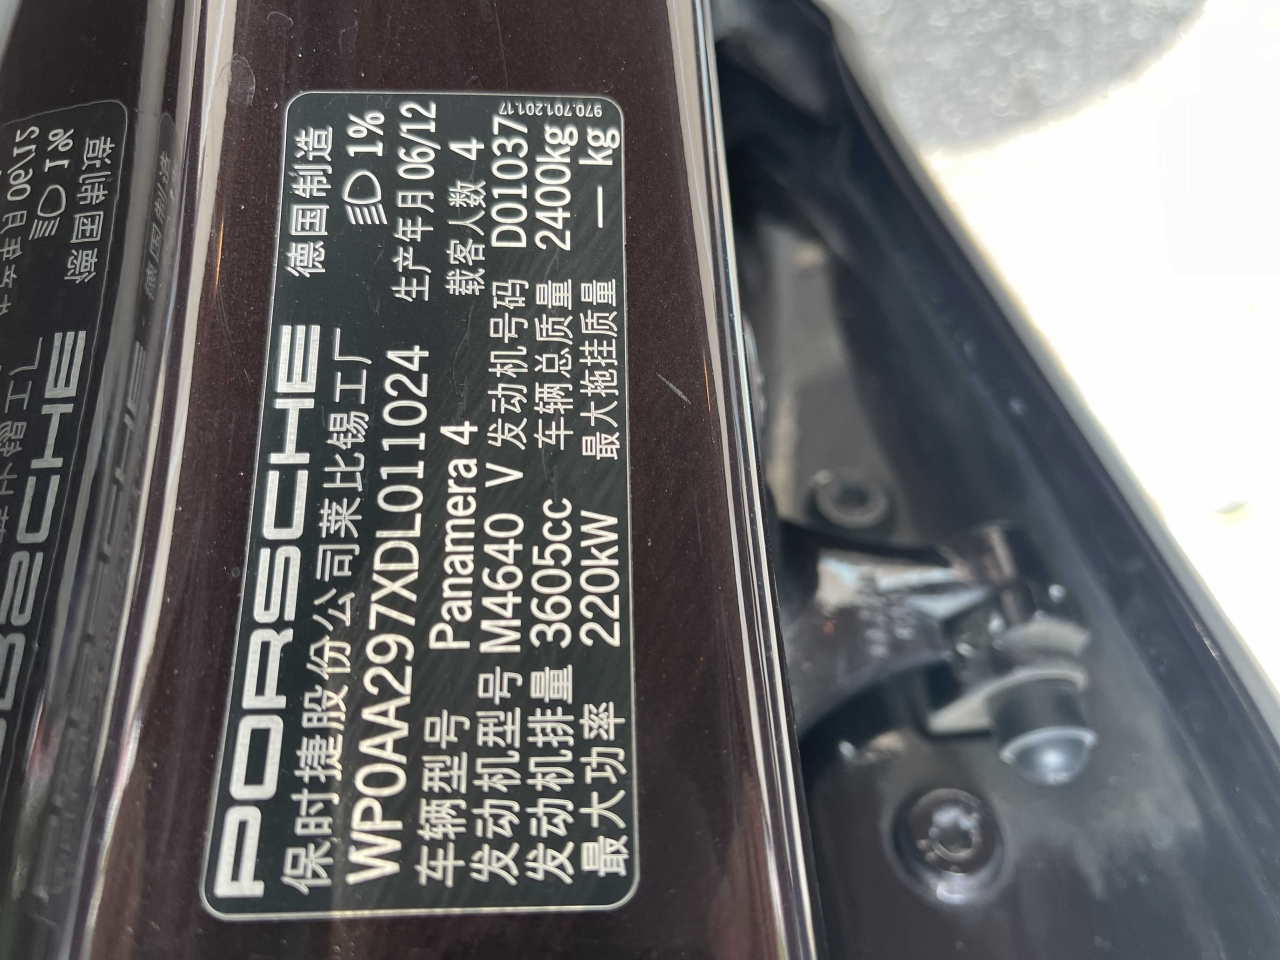 PORSCHE 德国制造
保时捷股份公司莱比锡工厂 1%
WP0AA297XDL011024 生产年月 06/12
车辆型号 Panamera 4 载客人数 4
发动机型号 M4640 V 发动机号码 D01037
发动机排量 3605cc 车辆总质量 2400kg
最大功率 220kW 最大拖挂质量 — kg
970.701.201.17